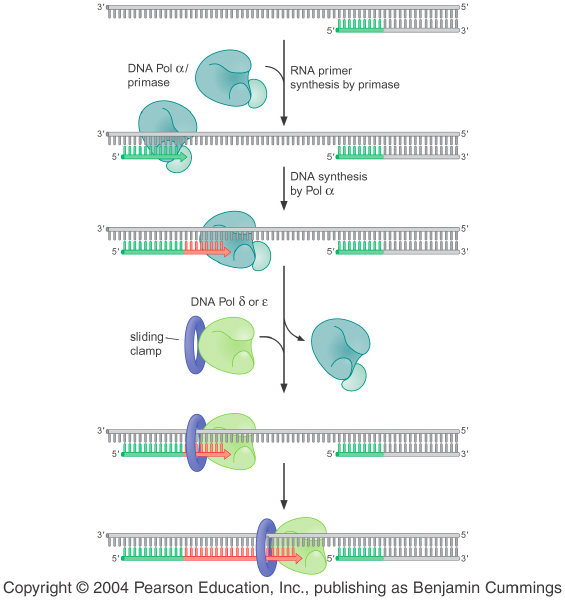 3' 5'
5' 3'
DNA Pol α/
primase
RNA primer
synthesis by primase
3' 5'
5' 3'
DNA synthesis
by Pol α
3' 5'
5' 3'
DNA Pol δ or ε
sliding
clamp
3' 5'
5' 5' 3'
3' 5'
5' 5' 3'
Copyright © 2004 Pearson Education, Inc., publishing as Benjamin Cummings